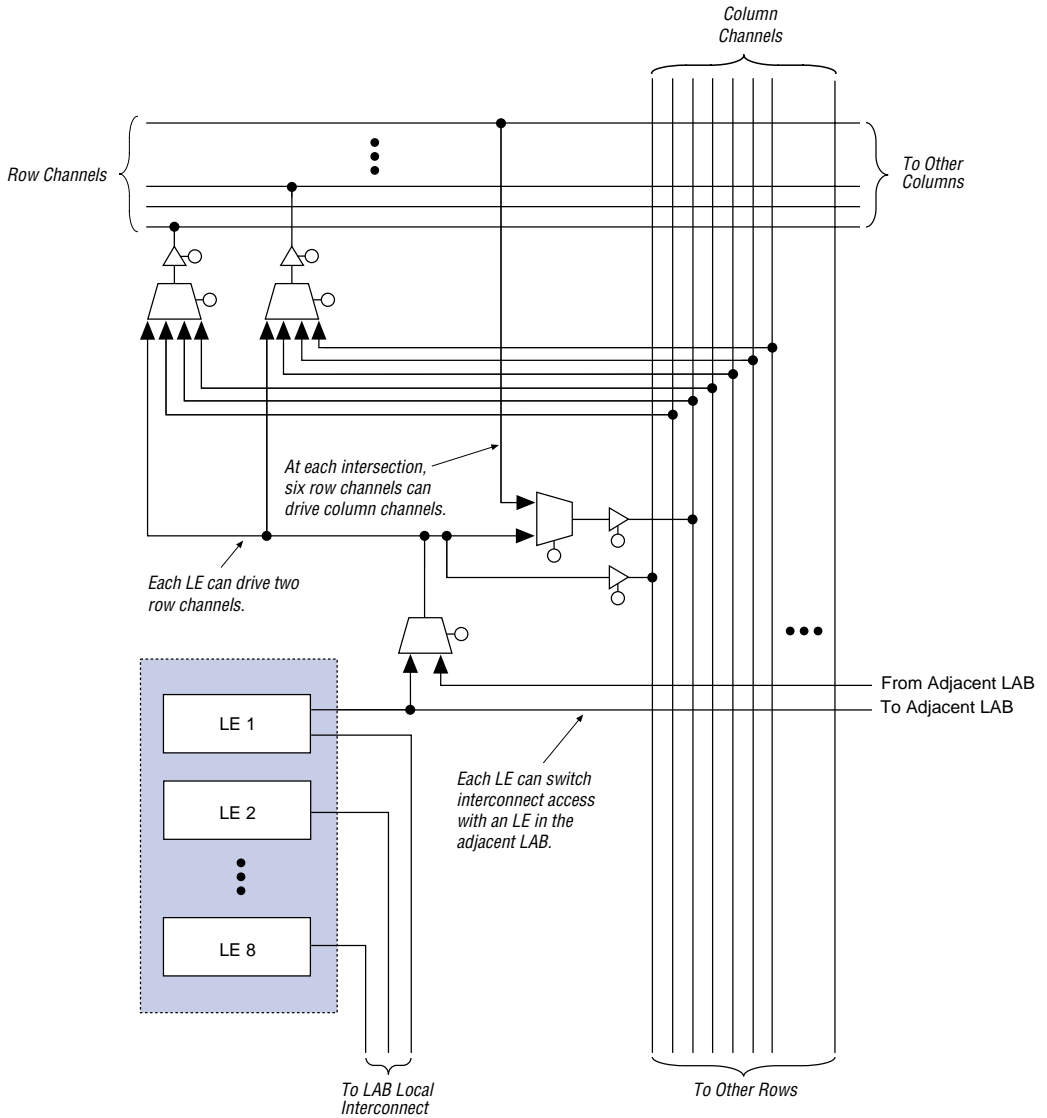 Column
Channels
Row Channels
To Other
Columns
At each intersection,
six row channels can
drive column channels.
Each LE can drive two
row channels.
From Adjacent LAB
To Adjacent LAB
LE 1
Each LE can switch
interconnect access
with an LE in the
adjacent LAB.
LE 2
LE 8
To LAB Local
Interconnect
To Other Rows